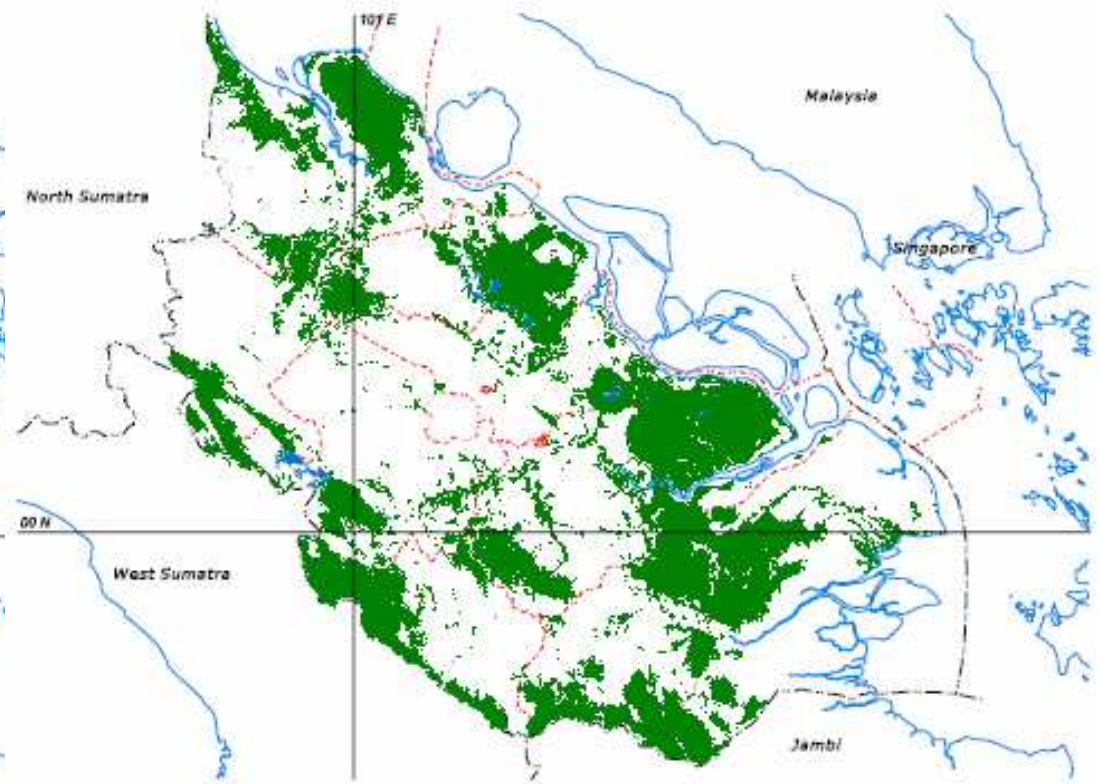 101 E
Malaysia
North Sumatra
Singapore
00 N
West Sumatra
Jambi